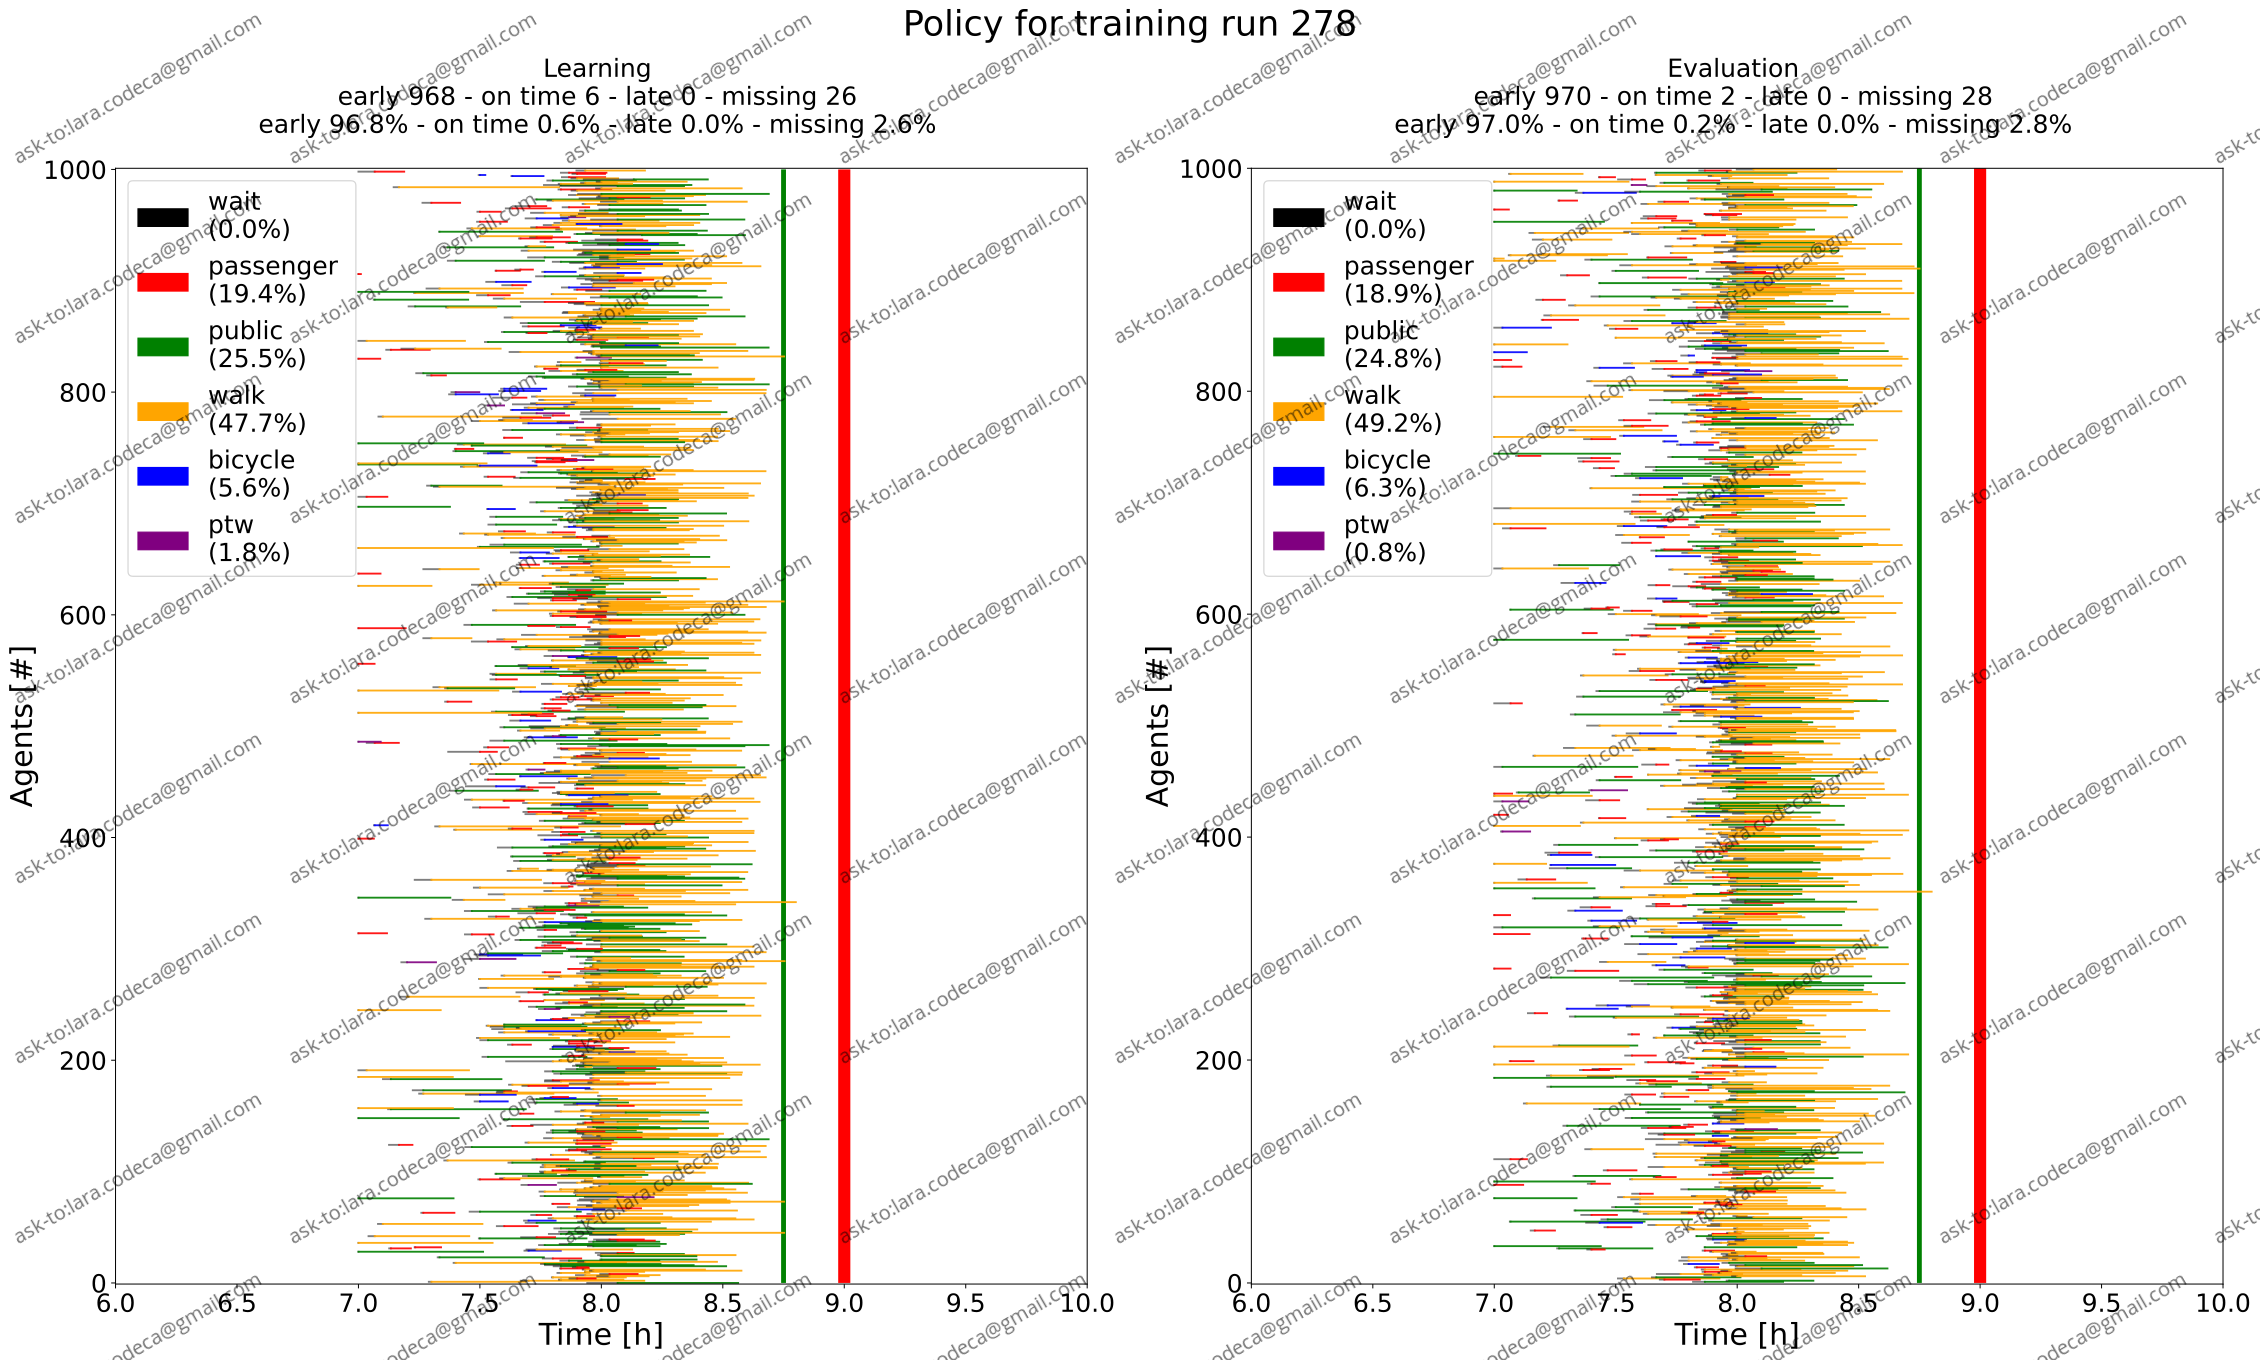 Policy for training run 278
Learning
early 968 - on time 6 - late 0 - missing 26
early 96.8% - on time 0.6% - late 0.0% - missing 2.6%
1000
800
600
400
200
0
Agents [#]
wait
(0.0%)
passenger
(19.4%)
public
(25.5%)
walk
(47.7%)
bicycle
(5.6%)
ptw
(1.8%)
6.0 6.5 7.0 7.5 8.0 8.5 9.0 9.5 10.0
Time [h]
Evaluation
early 970 - on time 2 - late 0 - missing 28
early 97.0% - on time 0.2% - late 0.0% - missing 2.8%
1000
800
600
400
200
0
Agents [#]
wait
(0.0%)
passenger
(18.9%)
public
(24.8%)
walk
(49.2%)
bicycle
(6.3%)
ptw
(0.8%)
6.0 6.5 7.0 7.5 8.0 8.5 9.0 9.5 10.0
Time [h]
ask-to:lara.codeca@gmail.com